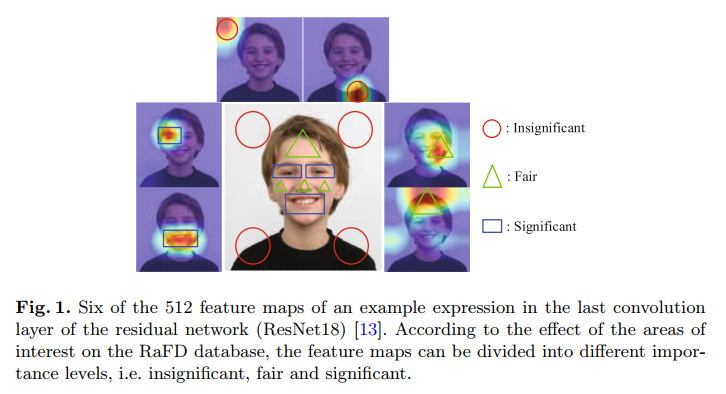 : Insignificant
: Fair
: Significant
Fig. 1. Six of the 512 feature maps of an example expression in the last convolution
layer of the residual network (ResNet18) [13]. According to the effect of the areas of
interest on the RaFD database, the feature maps can be divided into different impor-
tance levels, i.e. insignificant, fair and significant.